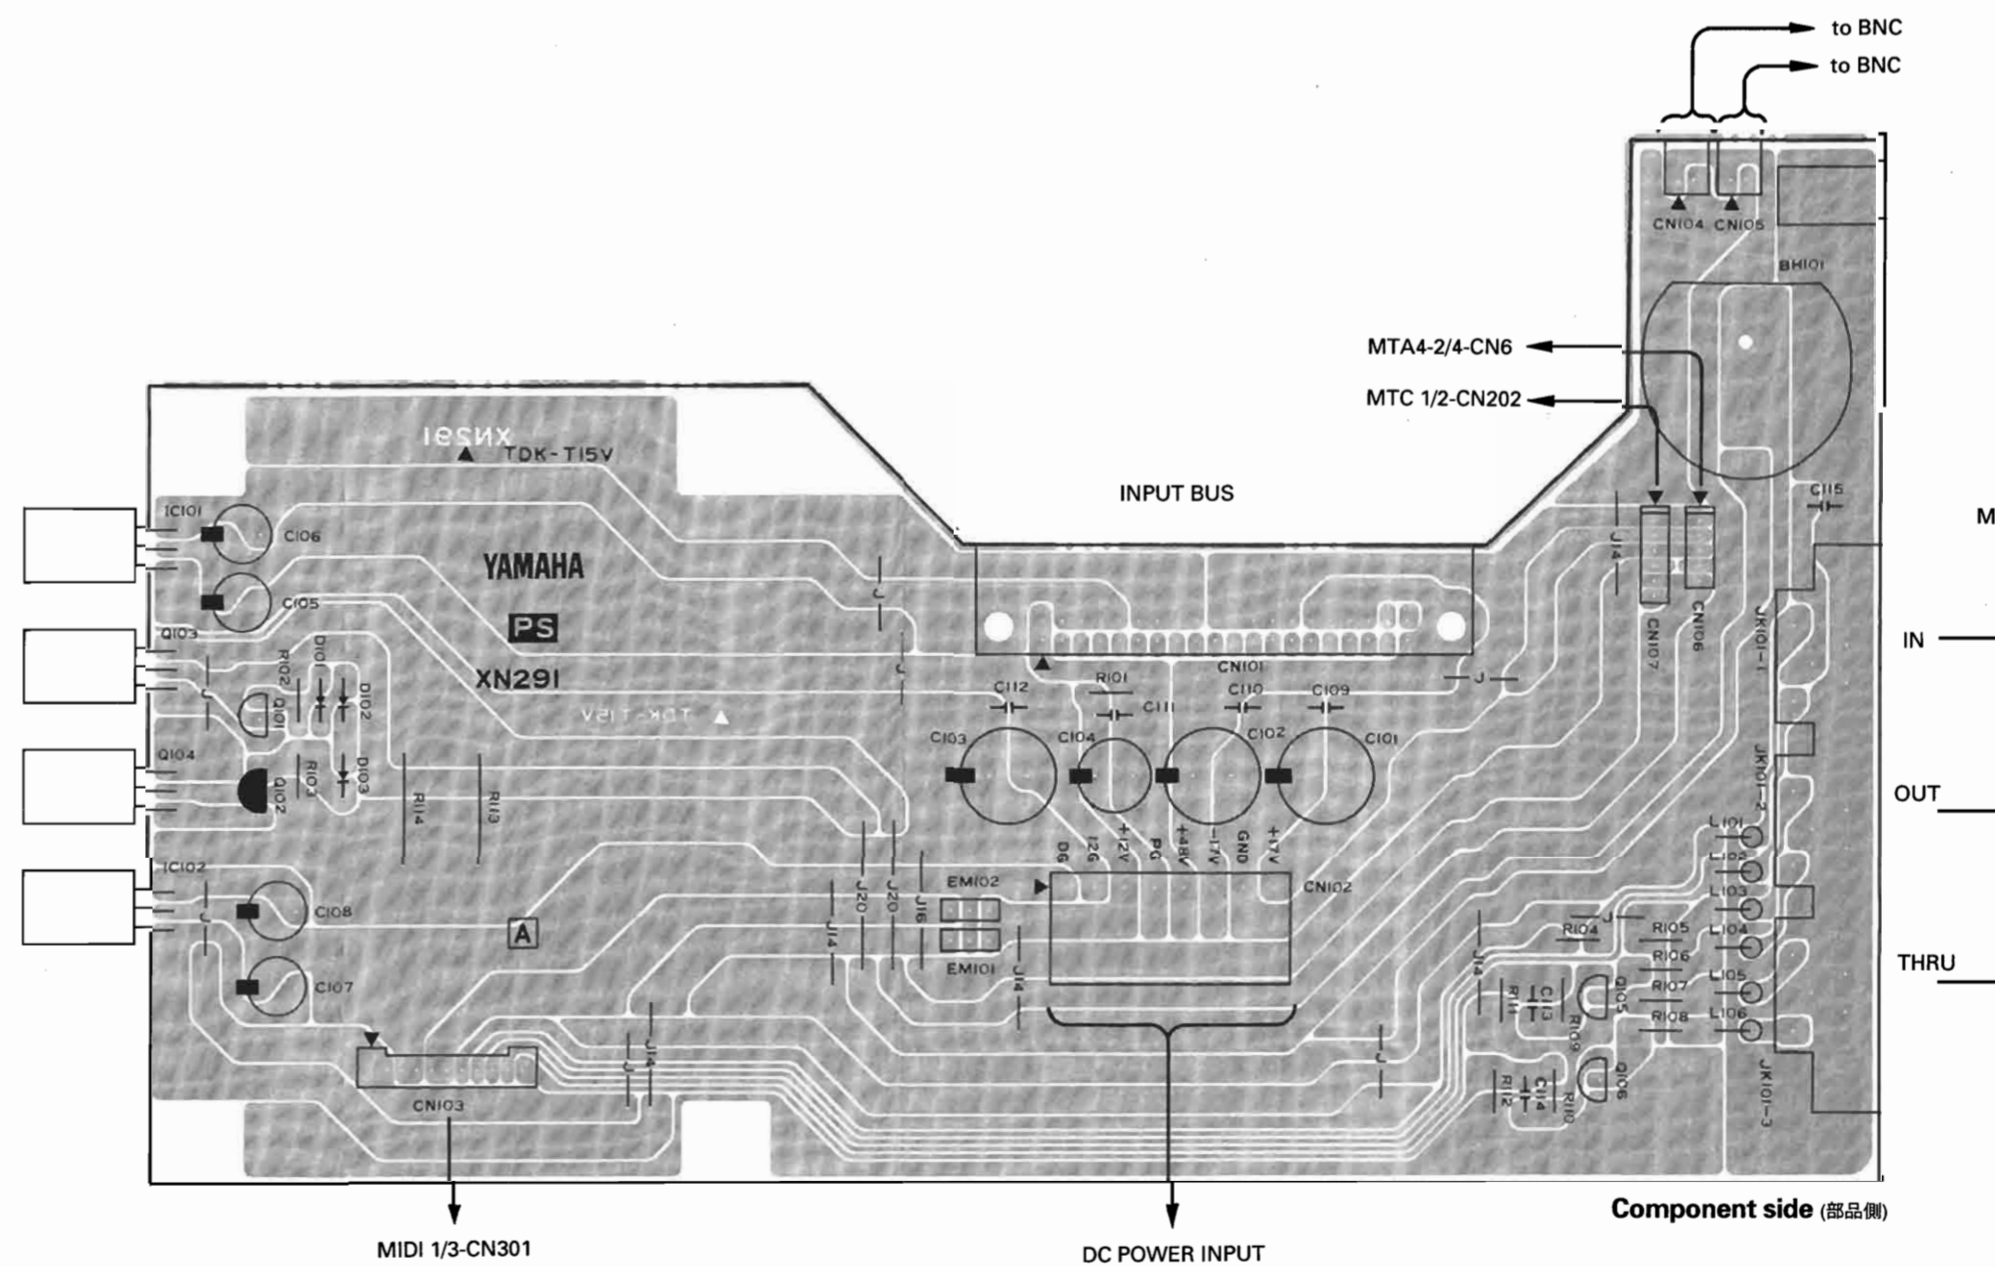 to BNC
to BNC
CN104 CN105
BH101
MTA4-2/4-CN6
MTC 1/2-CN202
XN291
TDK-T15V
INPUT BUS
C115
M
IC101
C106
YAMAHA
J14
C105
PS
J
CN107
CN106
JK101-1
IN
Q103
R102
D101
D102
XN291
J
CN101
J
J
Q101
TDK-T15V
C112
R101
C111
C110
C109
Q104
R103
D103
Q102
C103
C104
C102
C101
JK101-2
OUT
R114
R113
DG
12G
+12V
PG
+48V
-17V
GND
+17V
L101
L102
IC102
EM102
CN102
L103
J
C108
A
J14
J20
J20
J16
J
R104
R105
L104
EM101
J14
J14
R106
THRU
C107
R111
C113
Q105
R107
L105
R109
R108
L106
J
J14
J
R112
C114
R110
Q106
JK101-3
CN103
Component side (部品側)
MIDI 1/3-CN301
DC POWER INPUT